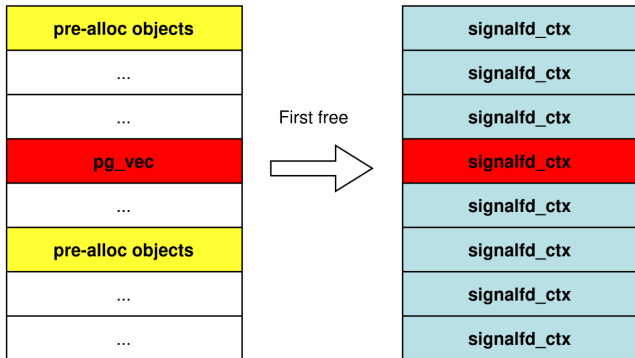 pre-alloc objects
...
...
pg_vec
...
pre-alloc objects
...
...
First free
signalfd_ctx
signalfd_ctx
signalfd_ctx
signalfd_ctx
signalfd_ctx
signalfd_ctx
signalfd_ctx
signalfd_ctx